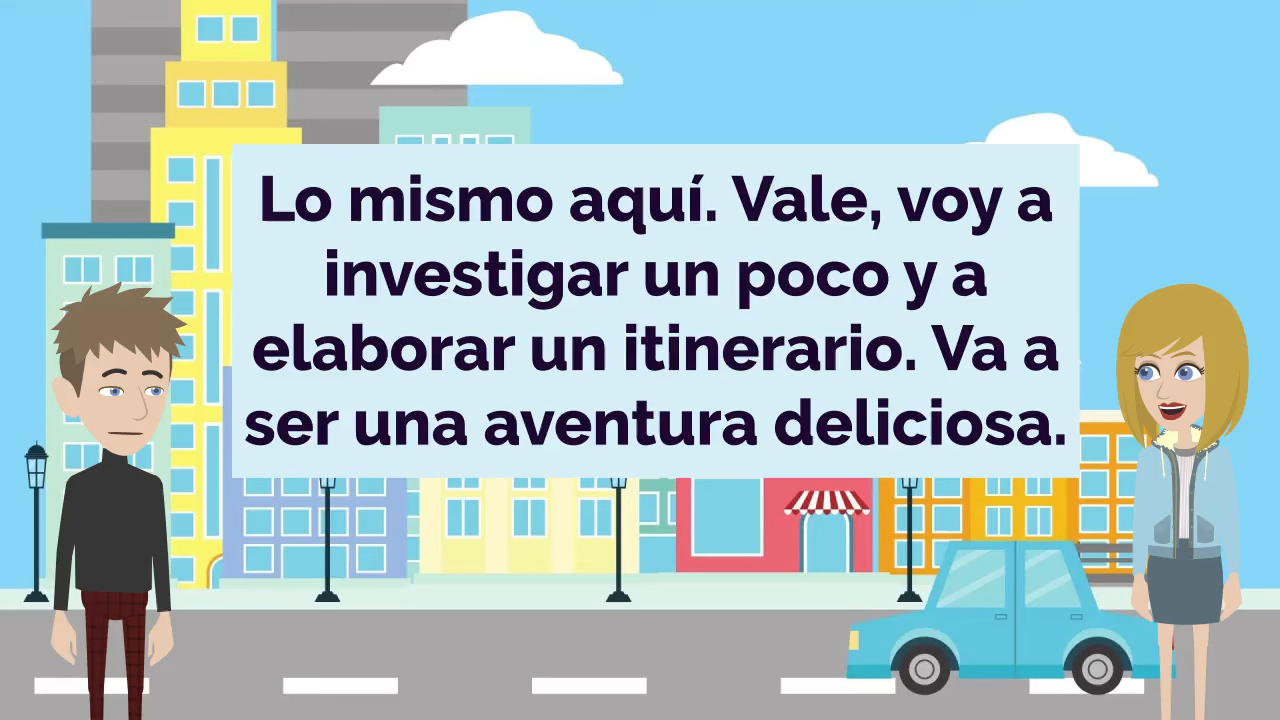 Lo mismo aquí. Vale, voy a
investigar un poco y a
elaborar un itinerario. Va a
ser una aventura deliciosa.